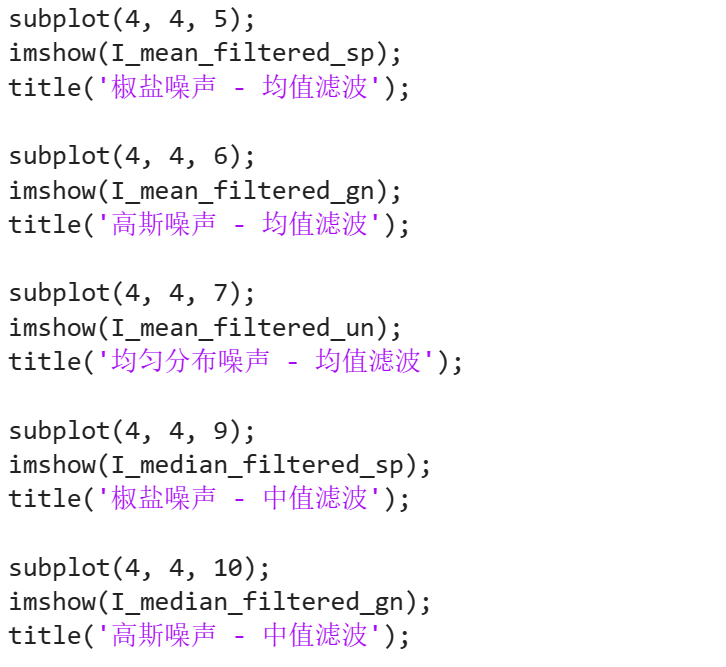 subplot(4, 4, 5);
imshow(I_mean_filtered_sp);
title('椒盐噪声 - 均值滤波');
subplot(4, 4, 6);
imshow(I_mean_filtered_gn);
title('高斯噪声 - 均值滤波');
subplot(4, 4, 7);
imshow(I_mean_filtered_un);
title('均匀分布噪声 - 均值滤波');
subplot(4, 4, 9);
imshow(I_median_filtered_sp);
title('椒盐噪声 - 中值滤波');
subplot(4, 4, 10);
imshow(I_median_filtered_gn);
title('高斯噪声 - 中值滤波');